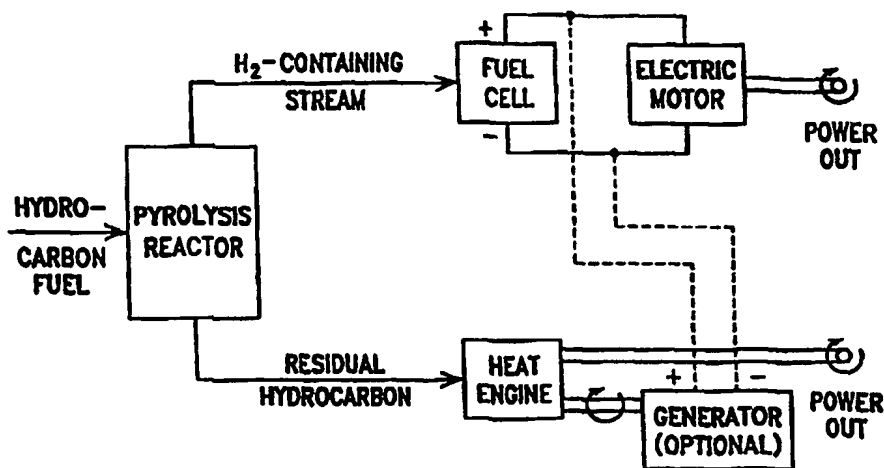 H₂-CONTAINING
STREAM
+
FUEL
CELL
-
ELECTRIC
MOTOR
POWER
OUT
HYDRO-
CARBON
FUEL
PYROLYSIS
REACTOR
RESIDUAL
HYDROCARBON
HEAT
ENGINE
+ -
GENERATOR
(OPTIONAL)
POWER
OUT